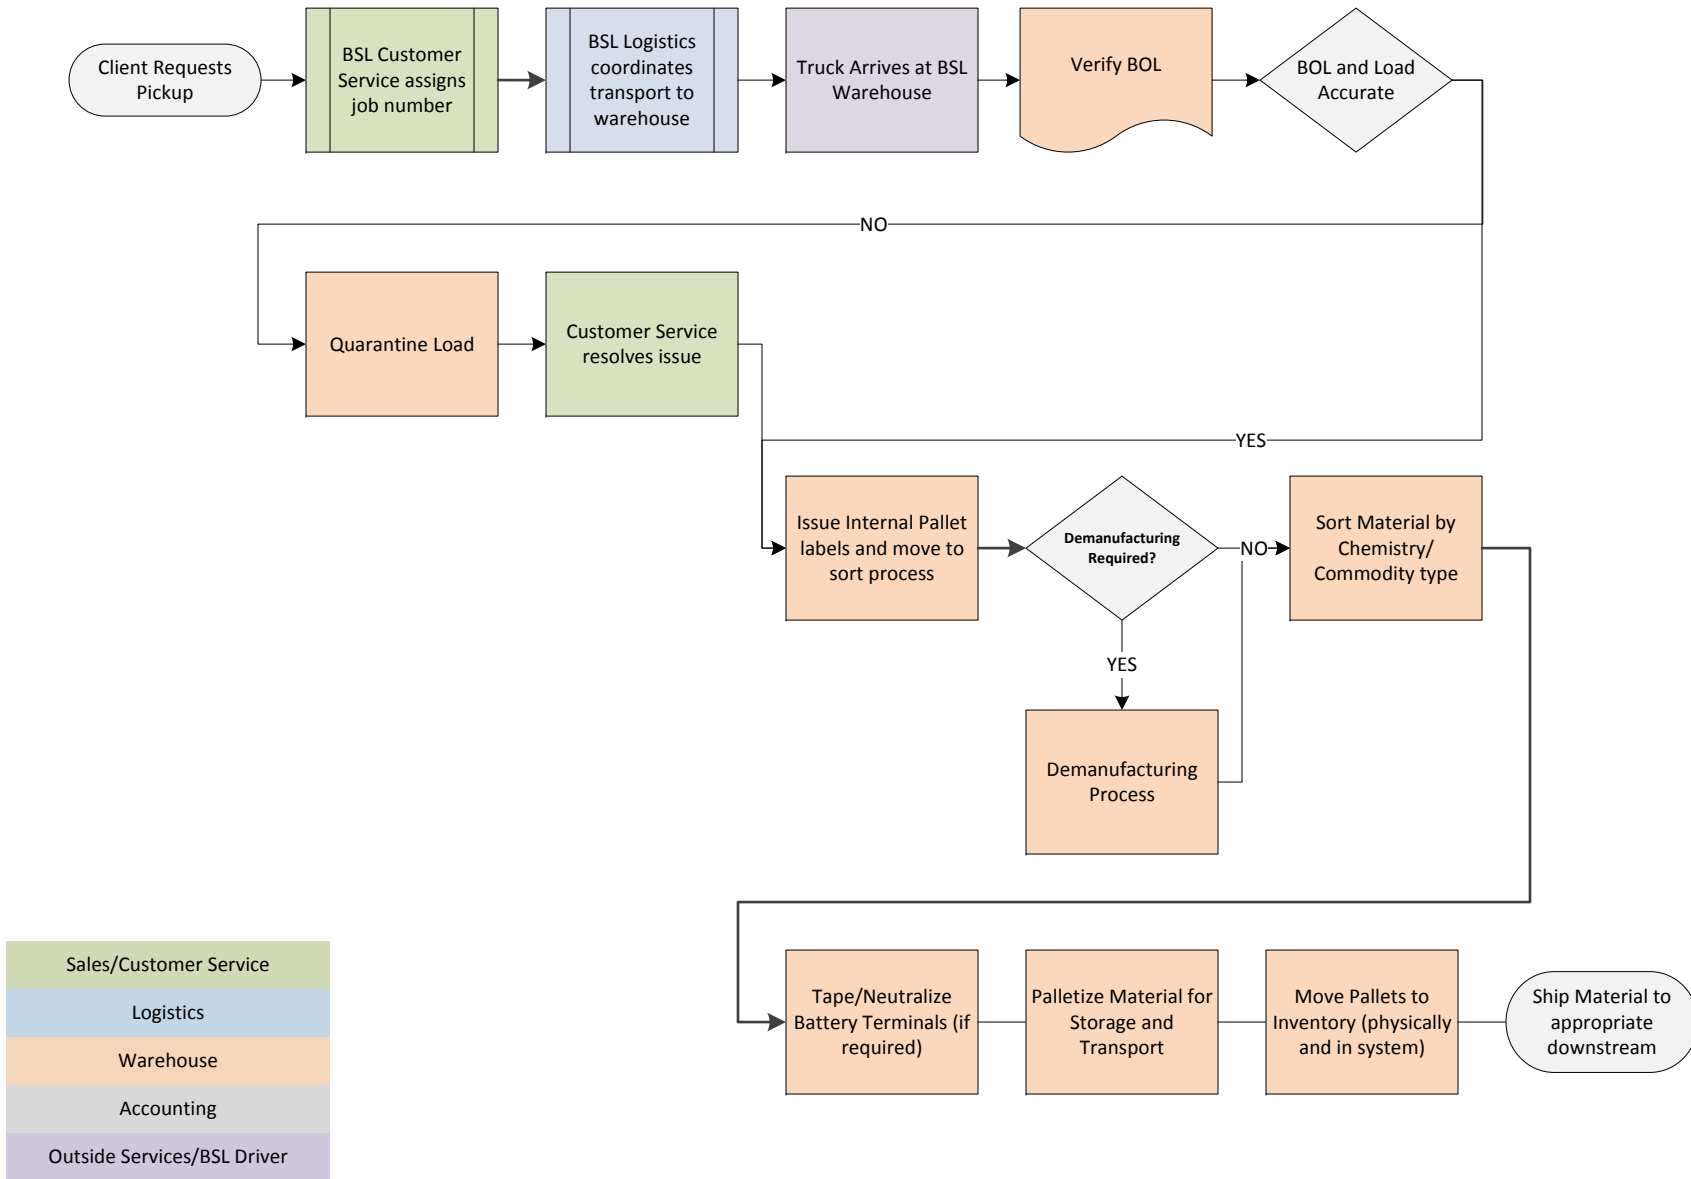 Client Requests
Pickup
BSL Customer
Service assigns
job number
BSL Logistics
coordinates
transport to
warehouse
Truck Arrives at BSL
Warehouse
Verify BOL
BOL and Load
Accurate
NO
Quarantine Load
Customer Service
resolves issue
YES
Issue Internal Pallet
labels and move to
sort process
Demanufacturing
Required?
NO
Sort Material by
Chemistry/
Commodity type
YES
Demanufacturing
Process
Tape/Neutralize
Battery Terminals (if
required)
Palletize Material for
Storage and
Transport
Move Pallets to
Inventory (physically
and in system)
Ship Material to
appropriate
downstream
Sales/Customer Service
Logistics
Warehouse
Accounting
Outside Services/BSL Driver